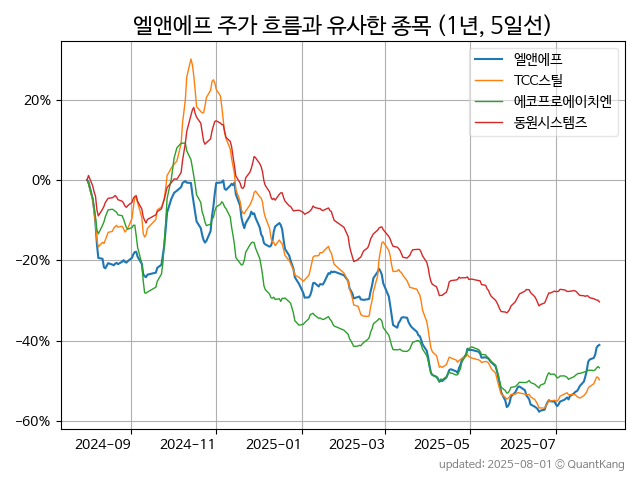 엘앤에프 주가 흐름과 유사한 종목 (1년, 5일선)
엘앤에프
TCC스틸
에코프로에이치엔
동원시스템즈
20%
0%
−20%
−40%
−60%
2024-09 2024-11 2025-01 2025-03 2025-05 2025-07
updated: 2025-08-01 © QuantKang